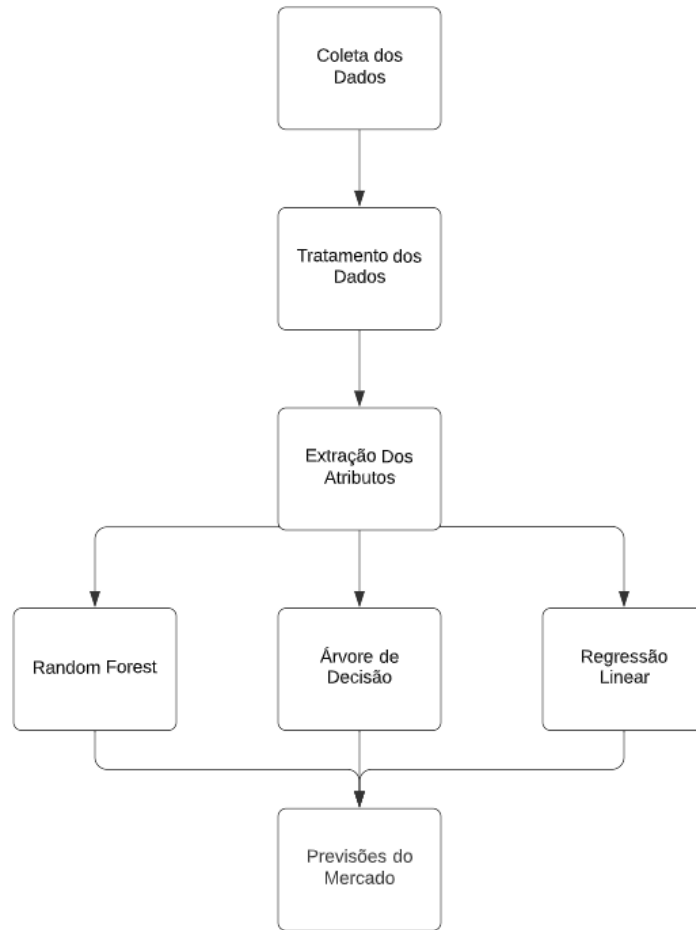 Coleta dos
Dados
Tratamento dos
Dados
Extração Dos
Atributos
Random Forest
Árvore de
Decisão
Regressão
Linear
Previsões do
Mercado